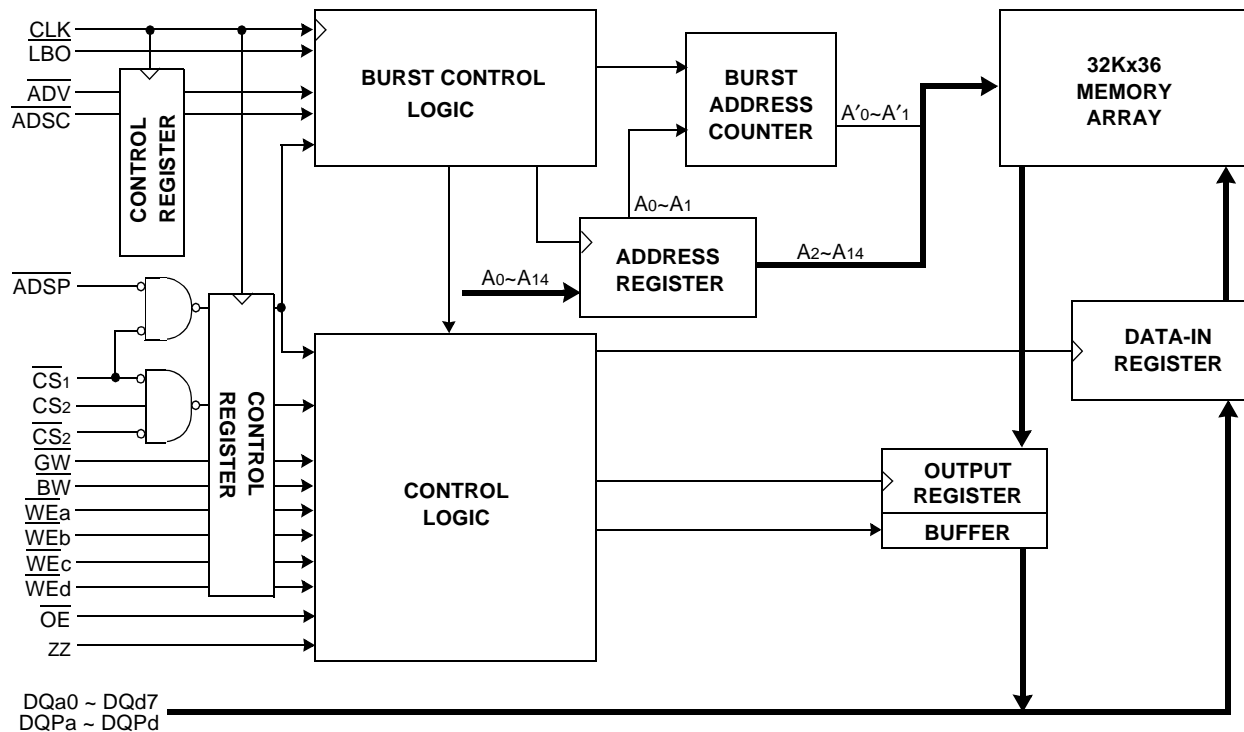 CLK
LBO
ADV
ADSC
CONTROL
REGISTER
BURST CONTROL
LOGIC
BURST
ADDRESS
COUNTER
A′0~A′1
32Kx36
MEMORY
ARRAY
A0~A1
ADDRESS
REGISTER
A2~A14
A0~A14
ADSP
CS1
CS2
CS2
GW
BW
WEa
WEb
WEc
WEd
OE
ZZ
CONTROL
REGISTER
CONTROL
LOGIC
DATA-IN
REGISTER
OUTPUT
REGISTER
BUFFER
DQa0 ~ DQd7
DQPa ~ DQPd